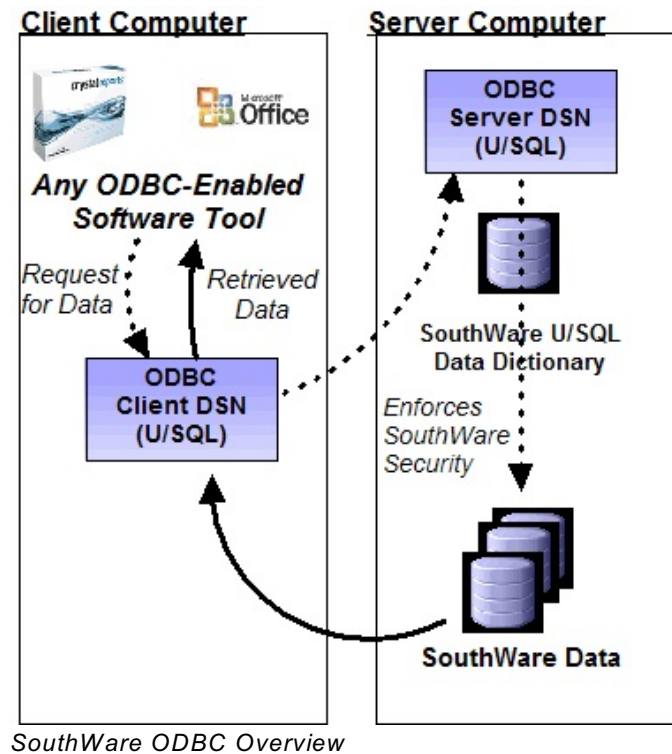 Client Computer
Server Computer
crystal reports
Microsoft
Office
Any ODBC-Enabled
Software Tool
Request
for Data
Retrieved
Data
ODBC
Client DSN
(U/SQL)
ODBC
Server DSN
(U/SQL)
SouthWare U/SQL
Data Dictionary
Enforces
SouthWare
Security
SouthWare Data
SouthWare ODBC Overview